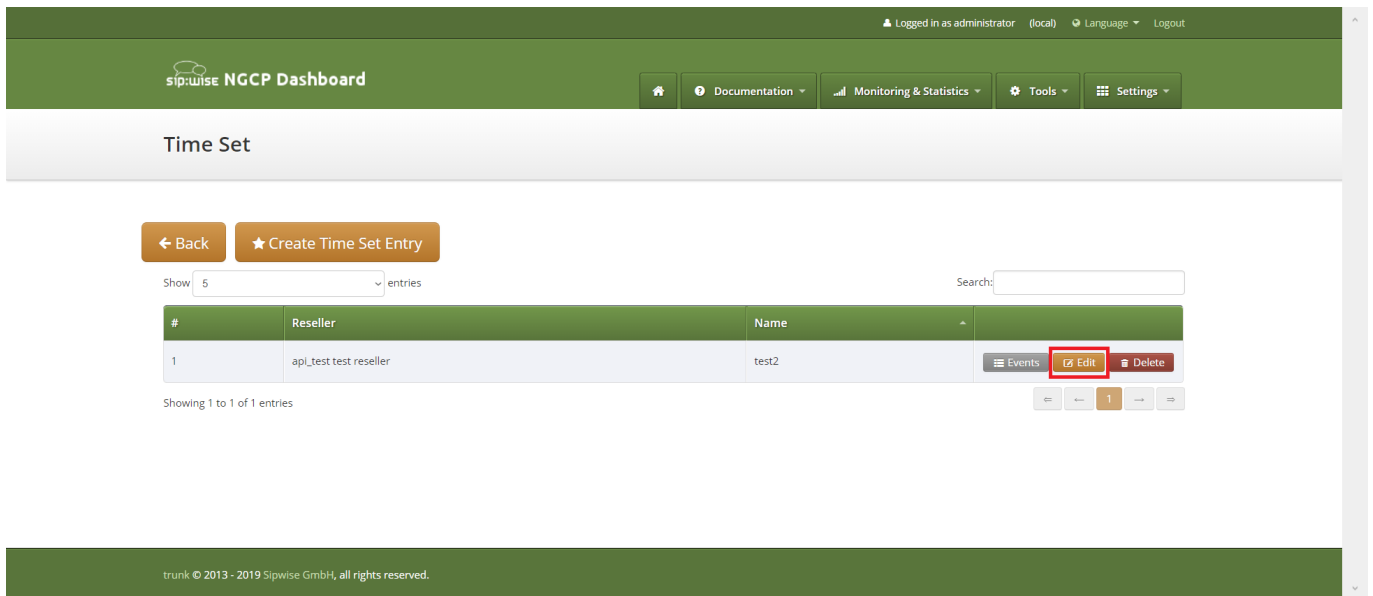 Logged in as administrator (local) Language Logout
sip:wise NGCP Dashboard
Documentation Monitoring & Statistics Tools Settings
Time Set
Back Create Time Set Entry
Show 5 entries Search:
# Reseller Name
1 api_test test reseller test2 Events Edit Delete
Showing 1 to 1 of 1 entries ⇐ ← 1 → ⇒
trunk © 2013 - 2019 Sipwise GmbH, all rights reserved.